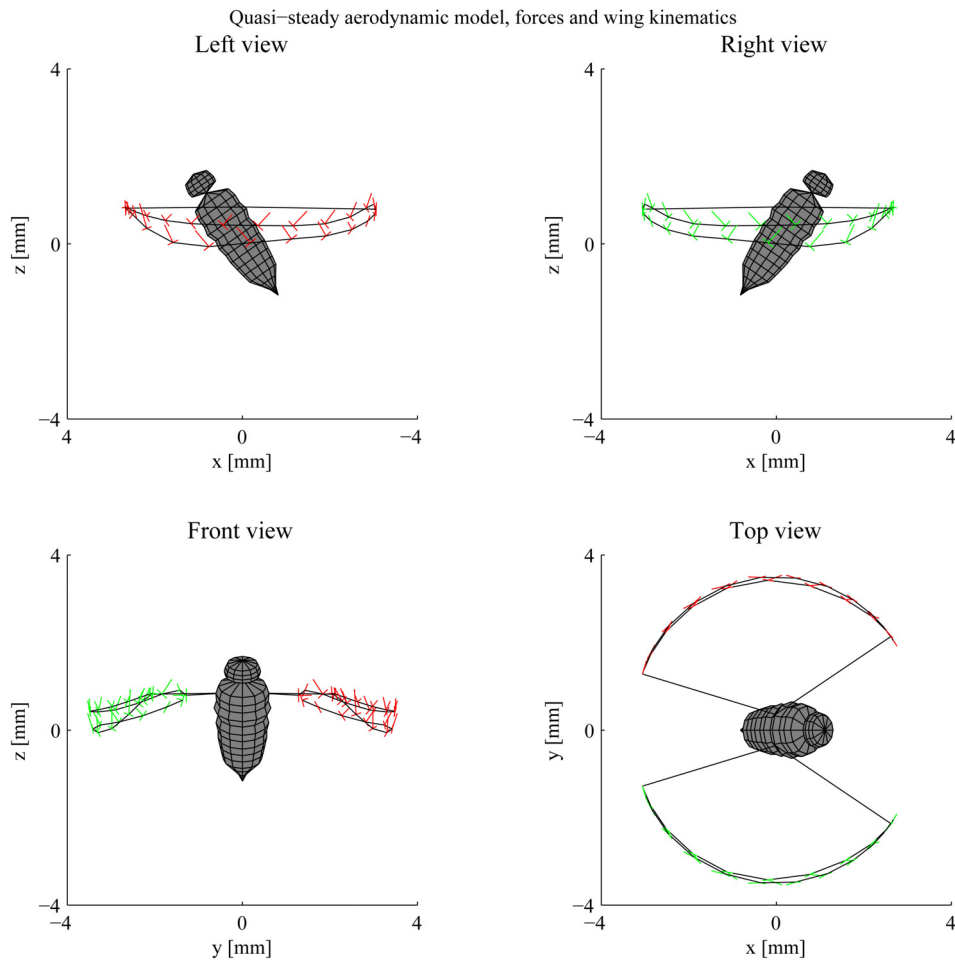 Quasi−steady aerodynamic model, forces and wing kinematics
Left view
4
0
−4
z [mm]
4
0
−4
x [mm]
Right view
4
0
−4
z [mm]
−4
0
4
x [mm]
Front view
4
0
−4
z [mm]
−4
0
4
y [mm]
Top view
4
0
−4
y [mm]
−4
0
4
x [mm]